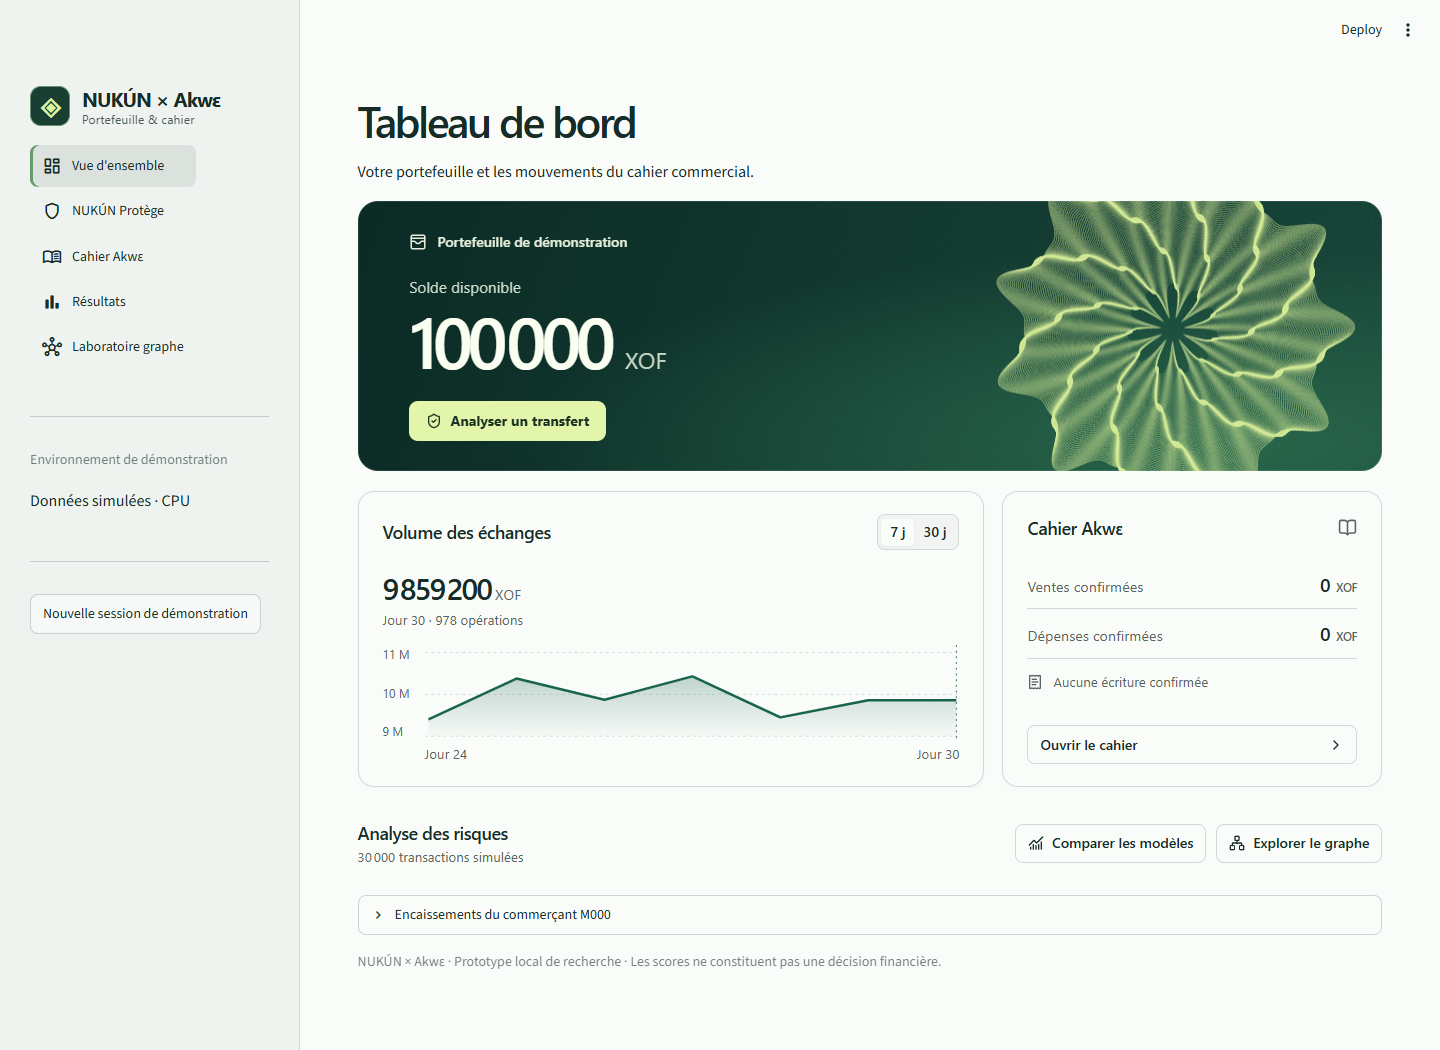 Deploy
NUKÚN × Akwɛ
Portefeuille & cahier
Vue d'ensemble
NUKÚN Protège
Cahier Akwɛ
Résultats
Laboratoire graphe
Environnement de démonstration
Données simulées · CPU
Nouvelle session de démonstration
Tableau de bord
Votre portefeuille et les mouvements du cahier commercial.
Portefeuille de démonstration
Solde disponible
100 000 XOF
Analyser un transfert
Volume des échanges
7 j 30 j
9 859 200 XOF
Jour 30 · 978 opérations
11 M
10 M
9 M
Jour 24 Jour 30
Cahier Akwɛ
Ventes confirmées 0 XOF
Dépenses confirmées 0 XOF
Aucune écriture confirmée
Ouvrir le cahier
Analyse des risques
30 000 transactions simulées
Comparer les modèles
Explorer le graphe
Encaissements du commerçant M000
NUKÚN × Akwɛ · Prototype local de recherche · Les scores ne constituent pas une décision financière.